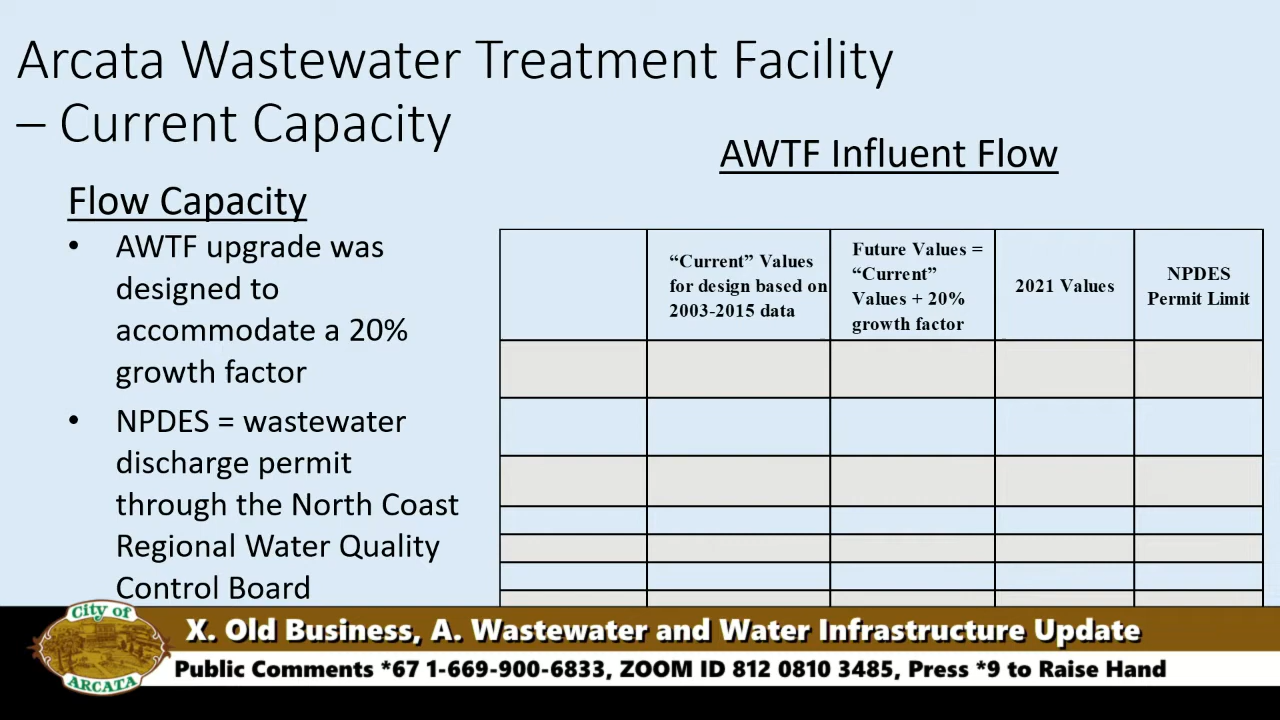 Arcata Wastewater Treatment Facility
– Current Capacity
AWTF Influent Flow
Flow Capacity
• AWTF upgrade was
designed to
accommodate a 20%
growth factor
• NPDES = wastewater
discharge permit
through the North Coast
Regional Water Quality
Control Board
“Current” Values
for design based on
2003-2015 data
Future Values =
“Current”
Values + 20%
growth factor
2021 Values
NPDES
Permit Limit
City of
ARCATA
X. Old Business, A. Wastewater and Water Infrastructure Update
Public Comments *67 1-669-900-6833, ZOOM ID 812 0810 3485, Press *9 to Raise Hand